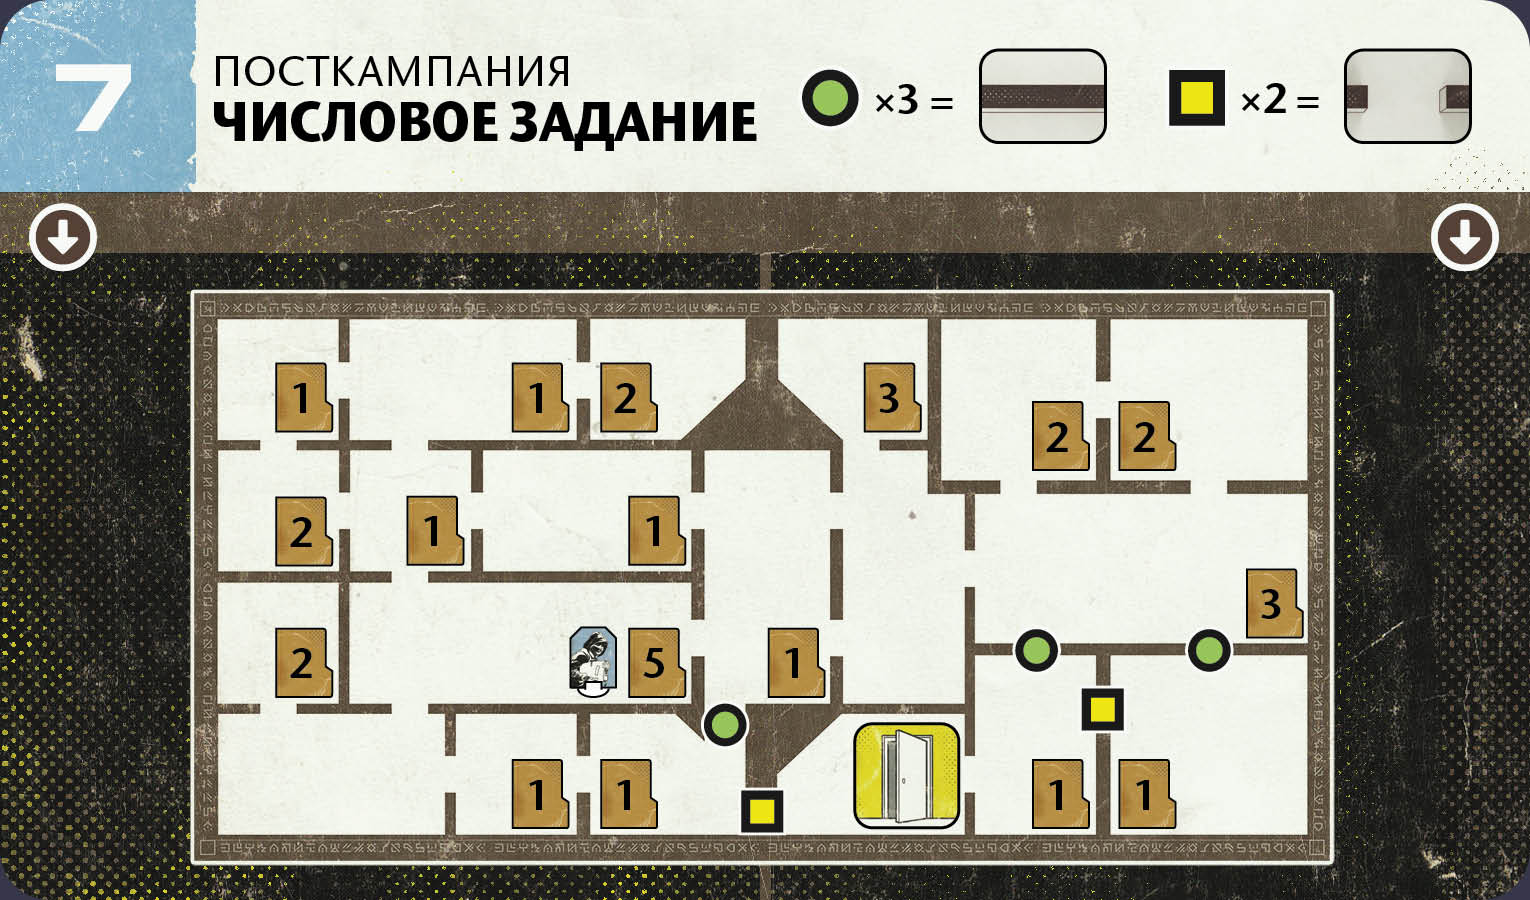 7
ПОСТКАМПАНИЯ
ЧИСЛОВОЕ ЗАДАНИЕ
×3 =
×2 =
1 1 2 3
2 2
2 1 1
3
2 5 1
1 1 1 1